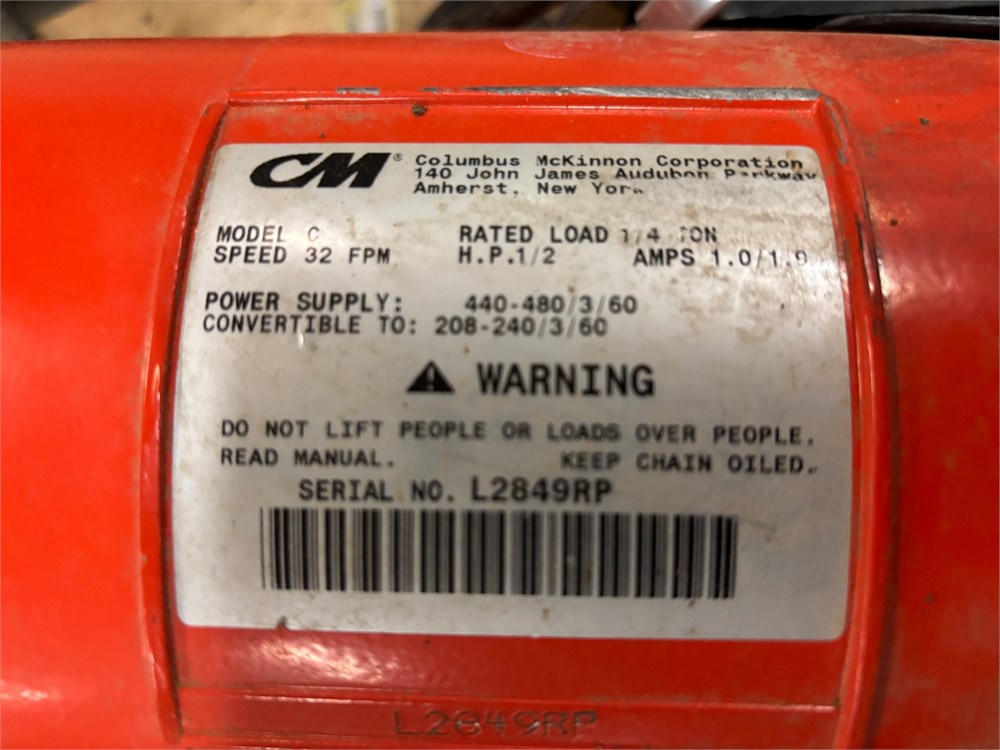 CM® Columbus McKinnon Corporation
140 John James Audubon Parkway
Amherst, New York
MODEL C RATED LOAD 1/4 TON
SPEED 32 FPM H.P.1/2 AMPS 1.0/1.9
POWER SUPPLY: 440-480/3/60
CONVERTIBLE TO: 208-240/3/60
WARNING
DO NOT LIFT PEOPLE OR LOADS OVER PEOPLE.
READ MANUAL. KEEP CHAIN OILED.
SERIAL NO. L2849RP
L2849RP